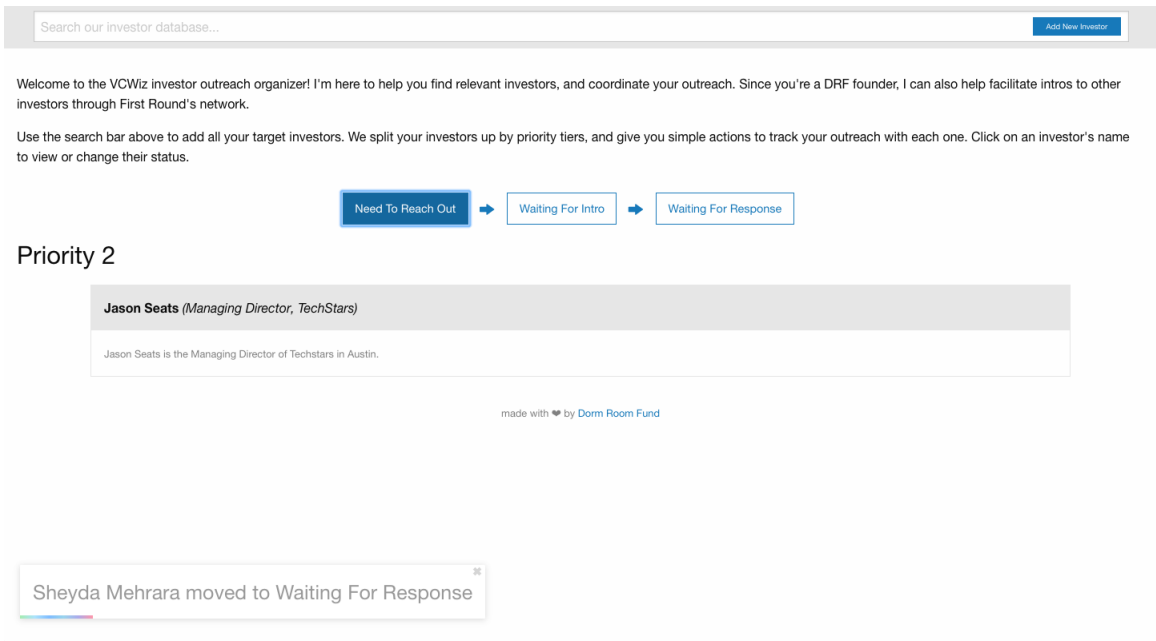 Search our investor database...
Add New Investor
Welcome to the VCWiz investor outreach organizer! I'm here to help you find relevant investors, and coordinate your outreach. Since you're a DRF founder, I can also help facilitate intros to other
investors through First Round's network.
Use the search bar above to add all your target investors. We split your investors up by priority tiers, and give you simple actions to track your outreach with each one. Click on an investor's name
to view or change their status.
Need To Reach Out
Waiting For Intro
Waiting For Response
Priority 2
Jason Seats (Managing Director, TechStars)
Jason Seats is the Managing Director of Techstars in Austin.
made with ❤ by Dorm Room Fund
Sheyda Mehrara moved to Waiting For Response